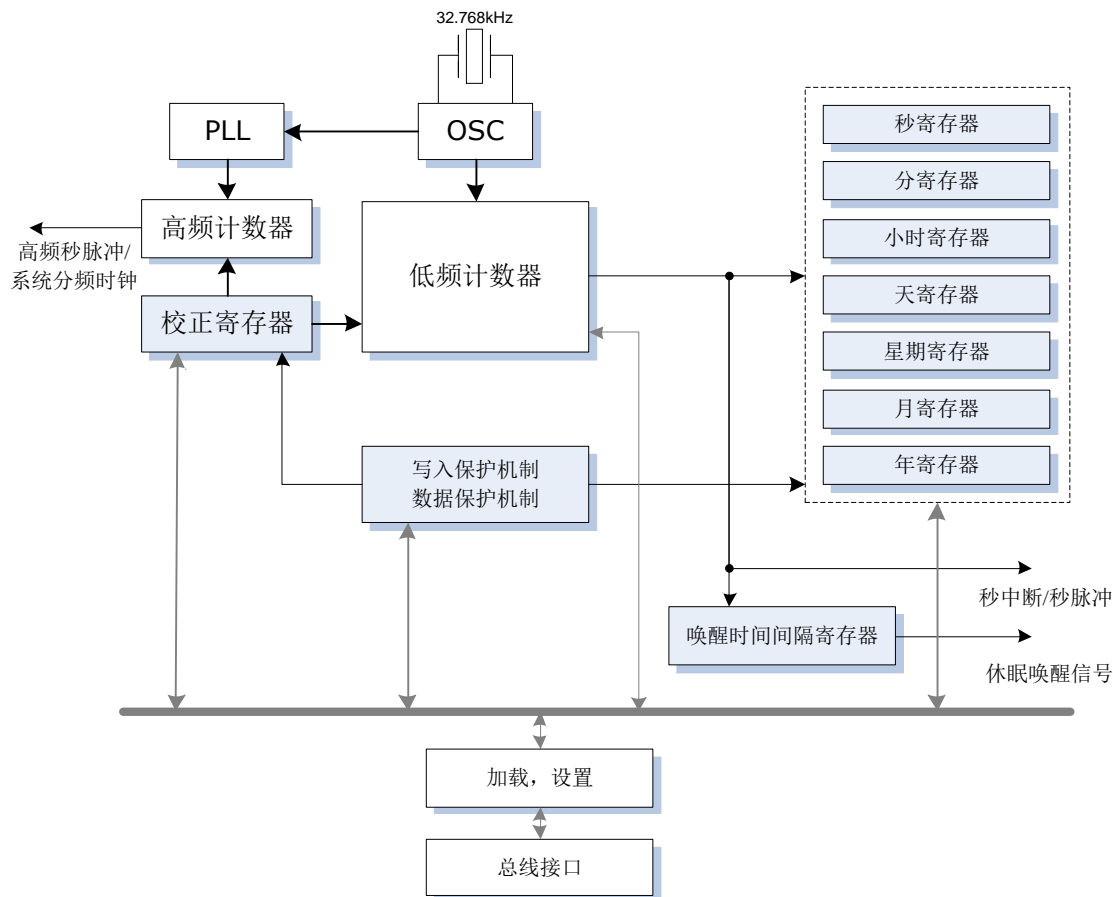 32.768kHz
PLL
OSC
高频计数器
高频秒脉冲/
系统分频时钟
校正寄存器
低频计数器
秒寄存器
分寄存器
小时寄存器
天寄存器
星期寄存器
月寄存器
年寄存器
写入保护机制
数据保护机制
秒中断/秒脉冲
唤醒时间间隔寄存器
休眠唤醒信号
加载，设置
总线接口